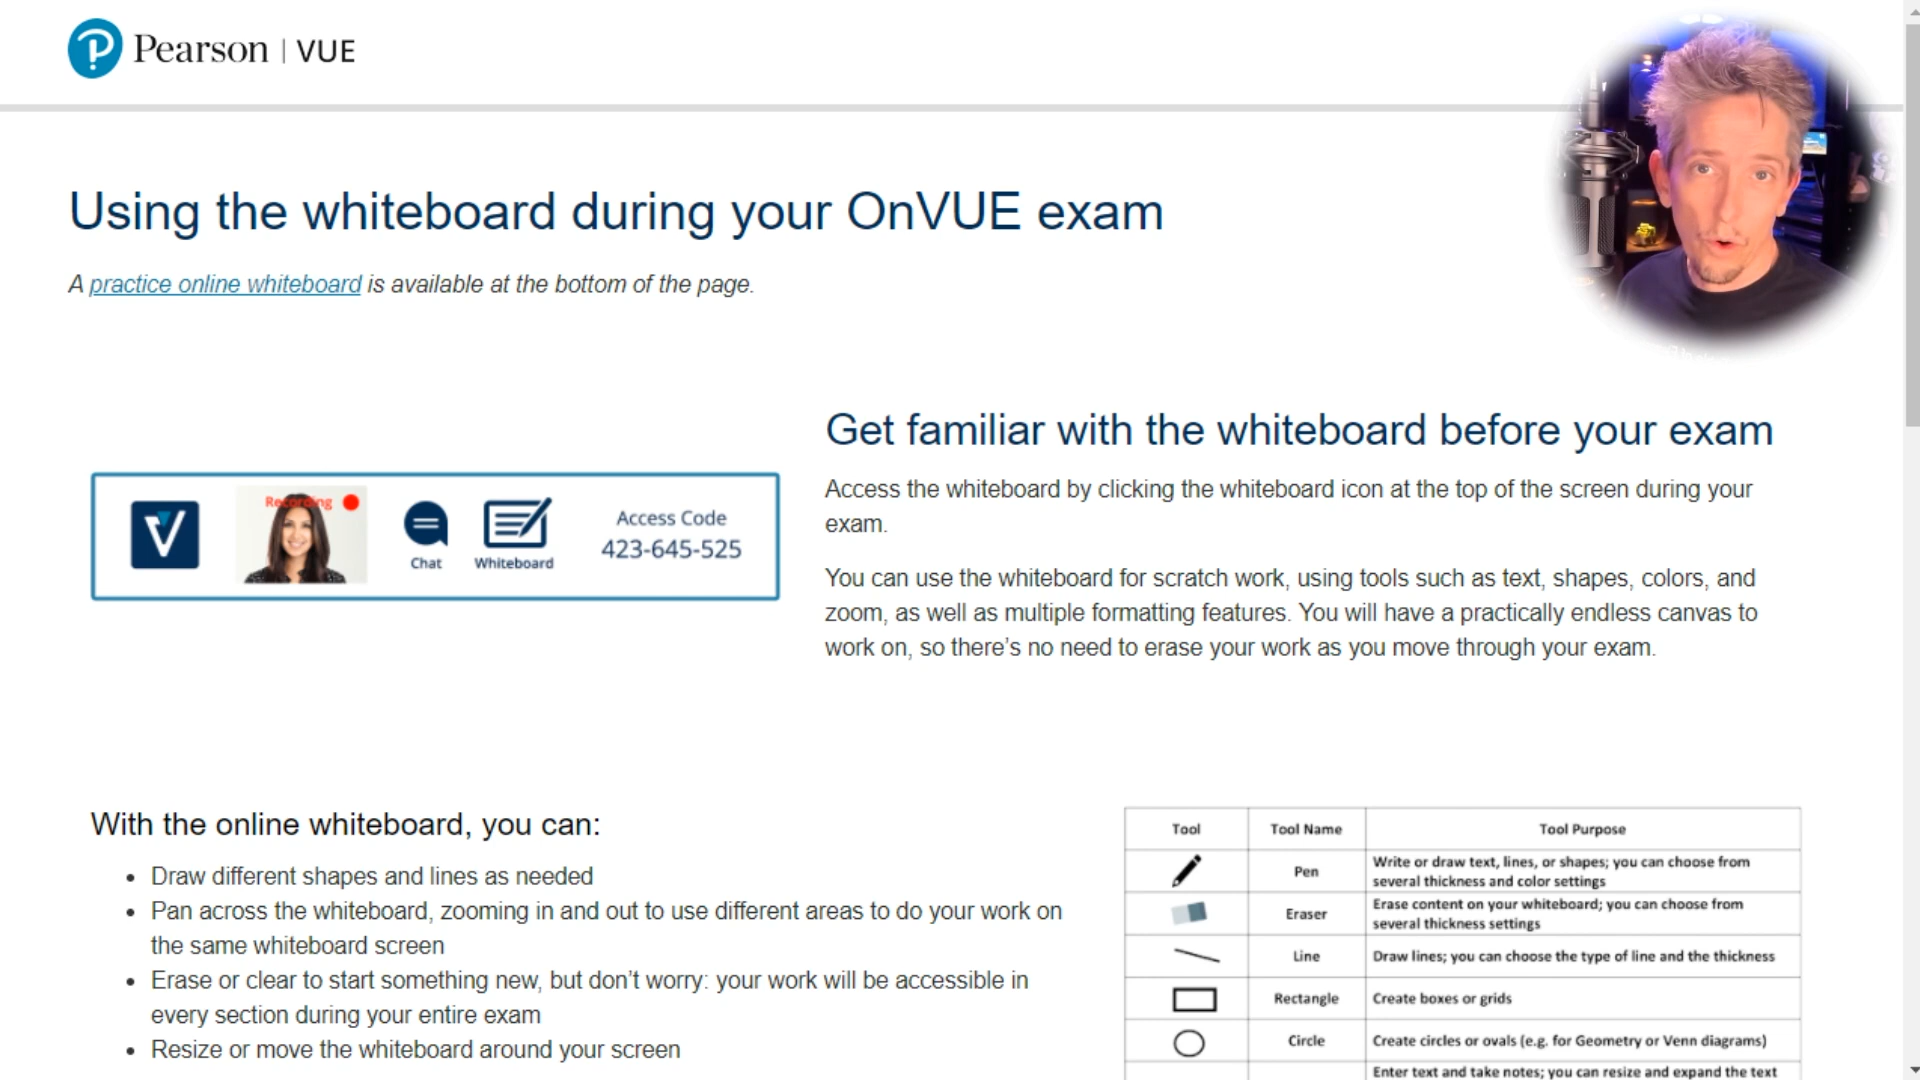 Pearson | VUE
Using the whiteboard during your OnVUE exam
A practice online whiteboard is available at the bottom of the page.
Get familiar with the whiteboard before your exam
Access the whiteboard by clicking the whiteboard icon at the top of the screen during your
exam.
You can use the whiteboard for scratch work, using tools such as text, shapes, colors, and
zoom, as well as multiple formatting features. You will have a practically endless canvas to
work on, so there's no need to erase your work as you move through your exam.
Recording
Chat
Whiteboard
Access Code
423-645-525
With the online whiteboard, you can:
• Draw different shapes and lines as needed
• Pan across the whiteboard, zooming in and out to use different areas to do your work on
the same whiteboard screen
• Erase or clear to start something new, but don't worry: your work will be accessible in
every section during your entire exam
• Resize or move the whiteboard around your screen
Tool Tool Name Tool Purpose
Pen Write or draw text, lines, or shapes; you can choose from
several thickness and color settings
Eraser Erase content on your whiteboard; you can choose from
several thickness settings
Line Draw lines; you can choose the type of line and the thickness
Rectangle Create boxes or grids
Circle Create circles or ovals (e.g. for Geometry or Venn diagrams)
Enter text and take notes; you can resize and expand the text